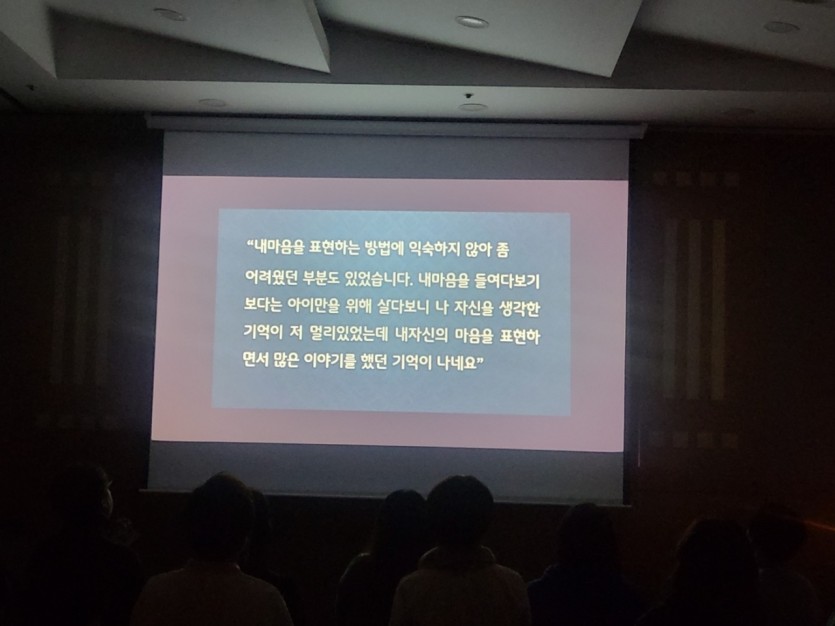 “내마음을 표현하는 방법에 익숙하지 않아 좀
어려웠던 부분도 있었습니다. 내마음을 들여다보기
보다는 아이만을 위해 살다보니 나 자신을 생각한
기억이 저 멀리있었는데 내자신의 마음을 표현하
면서 많은 이야기를 했던 기억이 나네요”